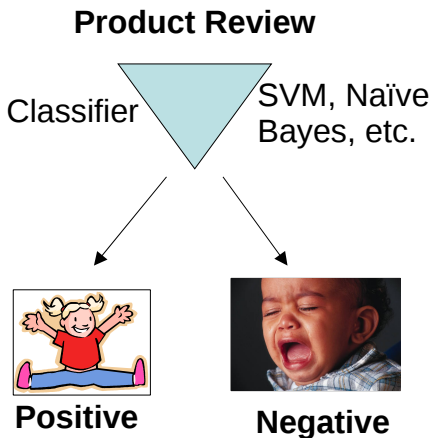 Product Review
Classifier
SVM, Naïve
Bayes, etc.
Positive
Negative